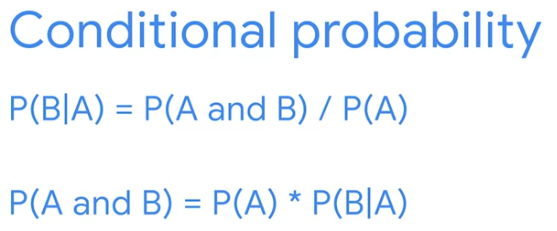 Conditional probability
P(B|A) = P(A and B) / P(A)
P(A and B) = P(A) * P(B|A)